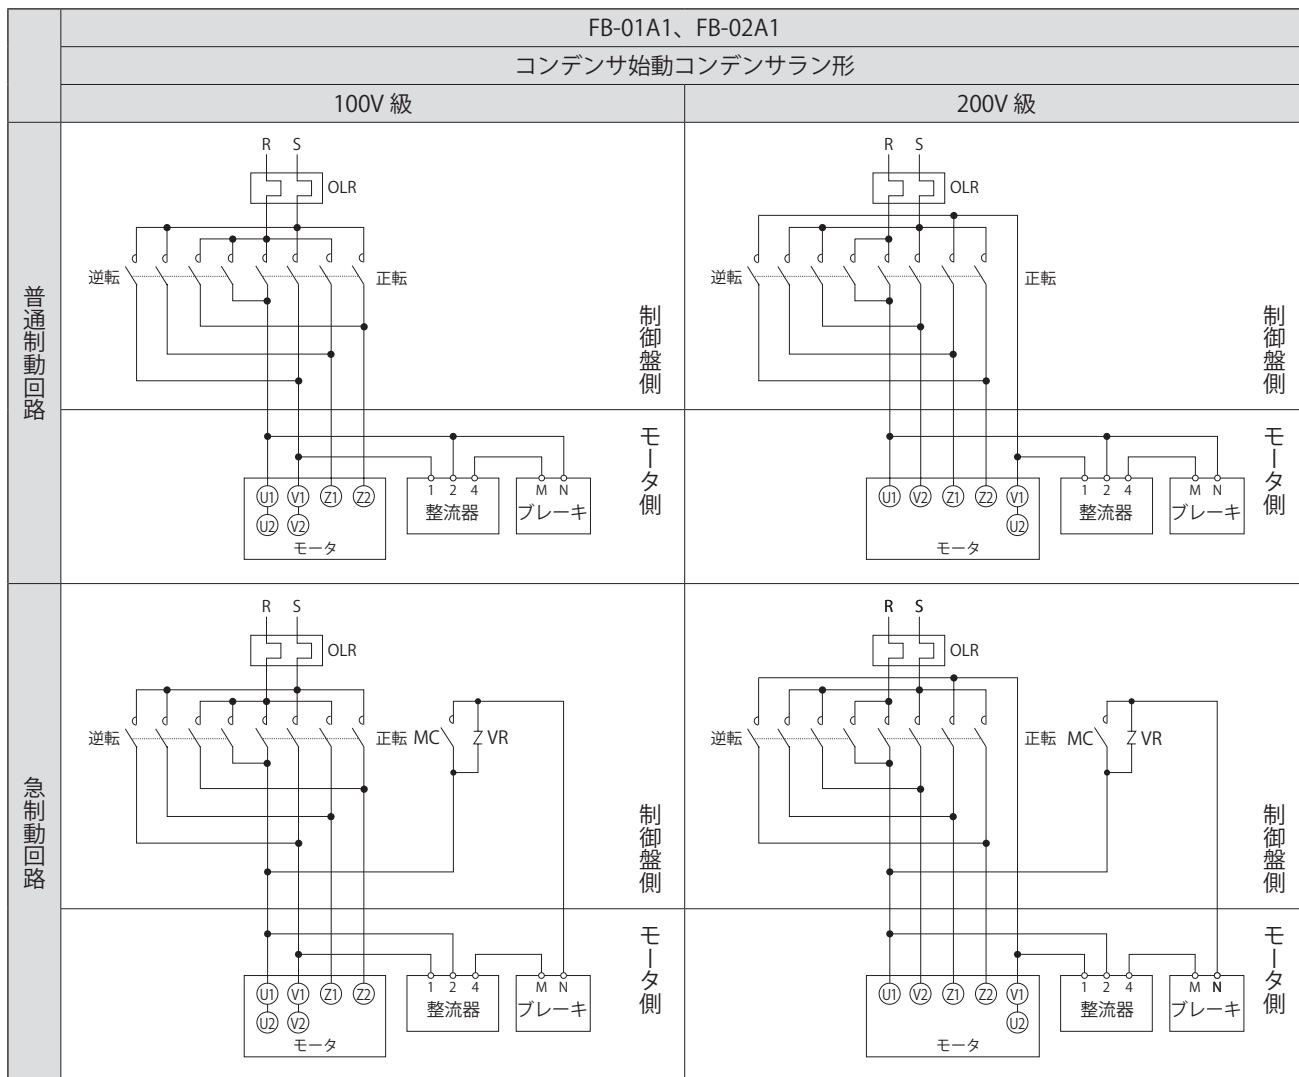 FB-01A1、FB-02A1
コンデンサ始動コンデンサラン形
100V 級
200V 級
普通制動回路
R S
OLR
逆転
正転
制御盤側
モータ側
U1 V1 Z1 Z2
U2 V2
モータ
1 2 4
整流器
M N
ブレーキ
R S
OLR
逆転
正転
制御盤側
モータ側
U1 V2 Z1 Z2 V1
U2
モータ
1 2 4
整流器
M N
ブレーキ
急制動回路
R S
OLR
逆転
正転 MC
VR
制御盤側
モータ側
U1 V1 Z1 Z2
U2 V2
モータ
1 2 4
整流器
M N
ブレーキ
R S
OLR
逆転
正転 MC
VR
制御盤側
モータ側
U1 V2 Z1 Z2 V1
U2
モータ
1 2 4
整流器
M N
ブレーキ